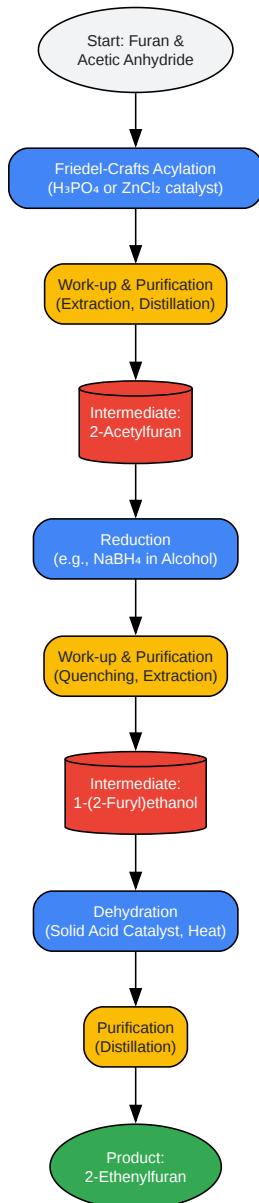 Start: Furan &
Acetic Anhydride
Friedel-Crafts Acylation
(H₃PO₄ or ZnCl₂ catalyst)
Work-up & Purification
(Extraction, Distillation)
Intermediate:
2-Acetylfuran
Reduction
(e.g., NaBH₄ in Alcohol)
Work-up & Purification
(Quenching, Extraction)
Intermediate:
1-(2-Furyl)ethanol
Dehydration
(Solid Acid Catalyst, Heat)
Purification
(Distillation)
Product:
2-Ethenylfuran